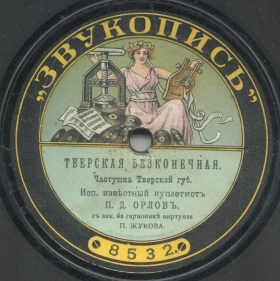 „ЗВУКОПИСЬ"
ТВЕРСКАЯ БЕЗКОНЕЧНАЯ.
Частушка Тверской губ.
Исп. извѣстный куплетистъ
П. Д. ОРЛОВЪ,
съ акк. на гармоникѣ виртуоза
П. ЖУКОВА.
8532